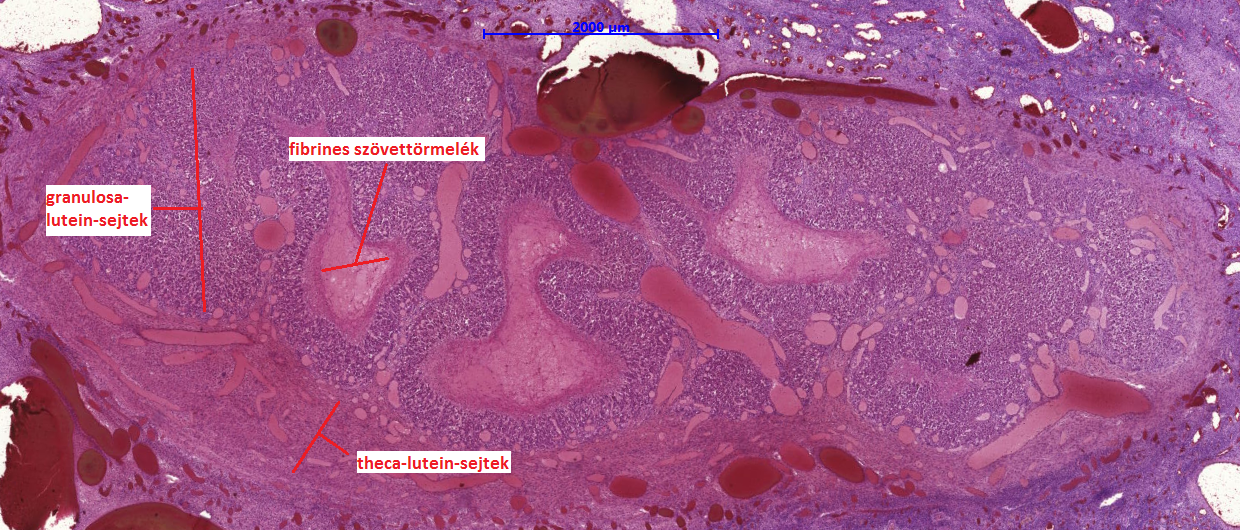 2000 µm
fibrines szövettörmelék
granulosa-
lutein-sejtek
theca-lutein-sejtek